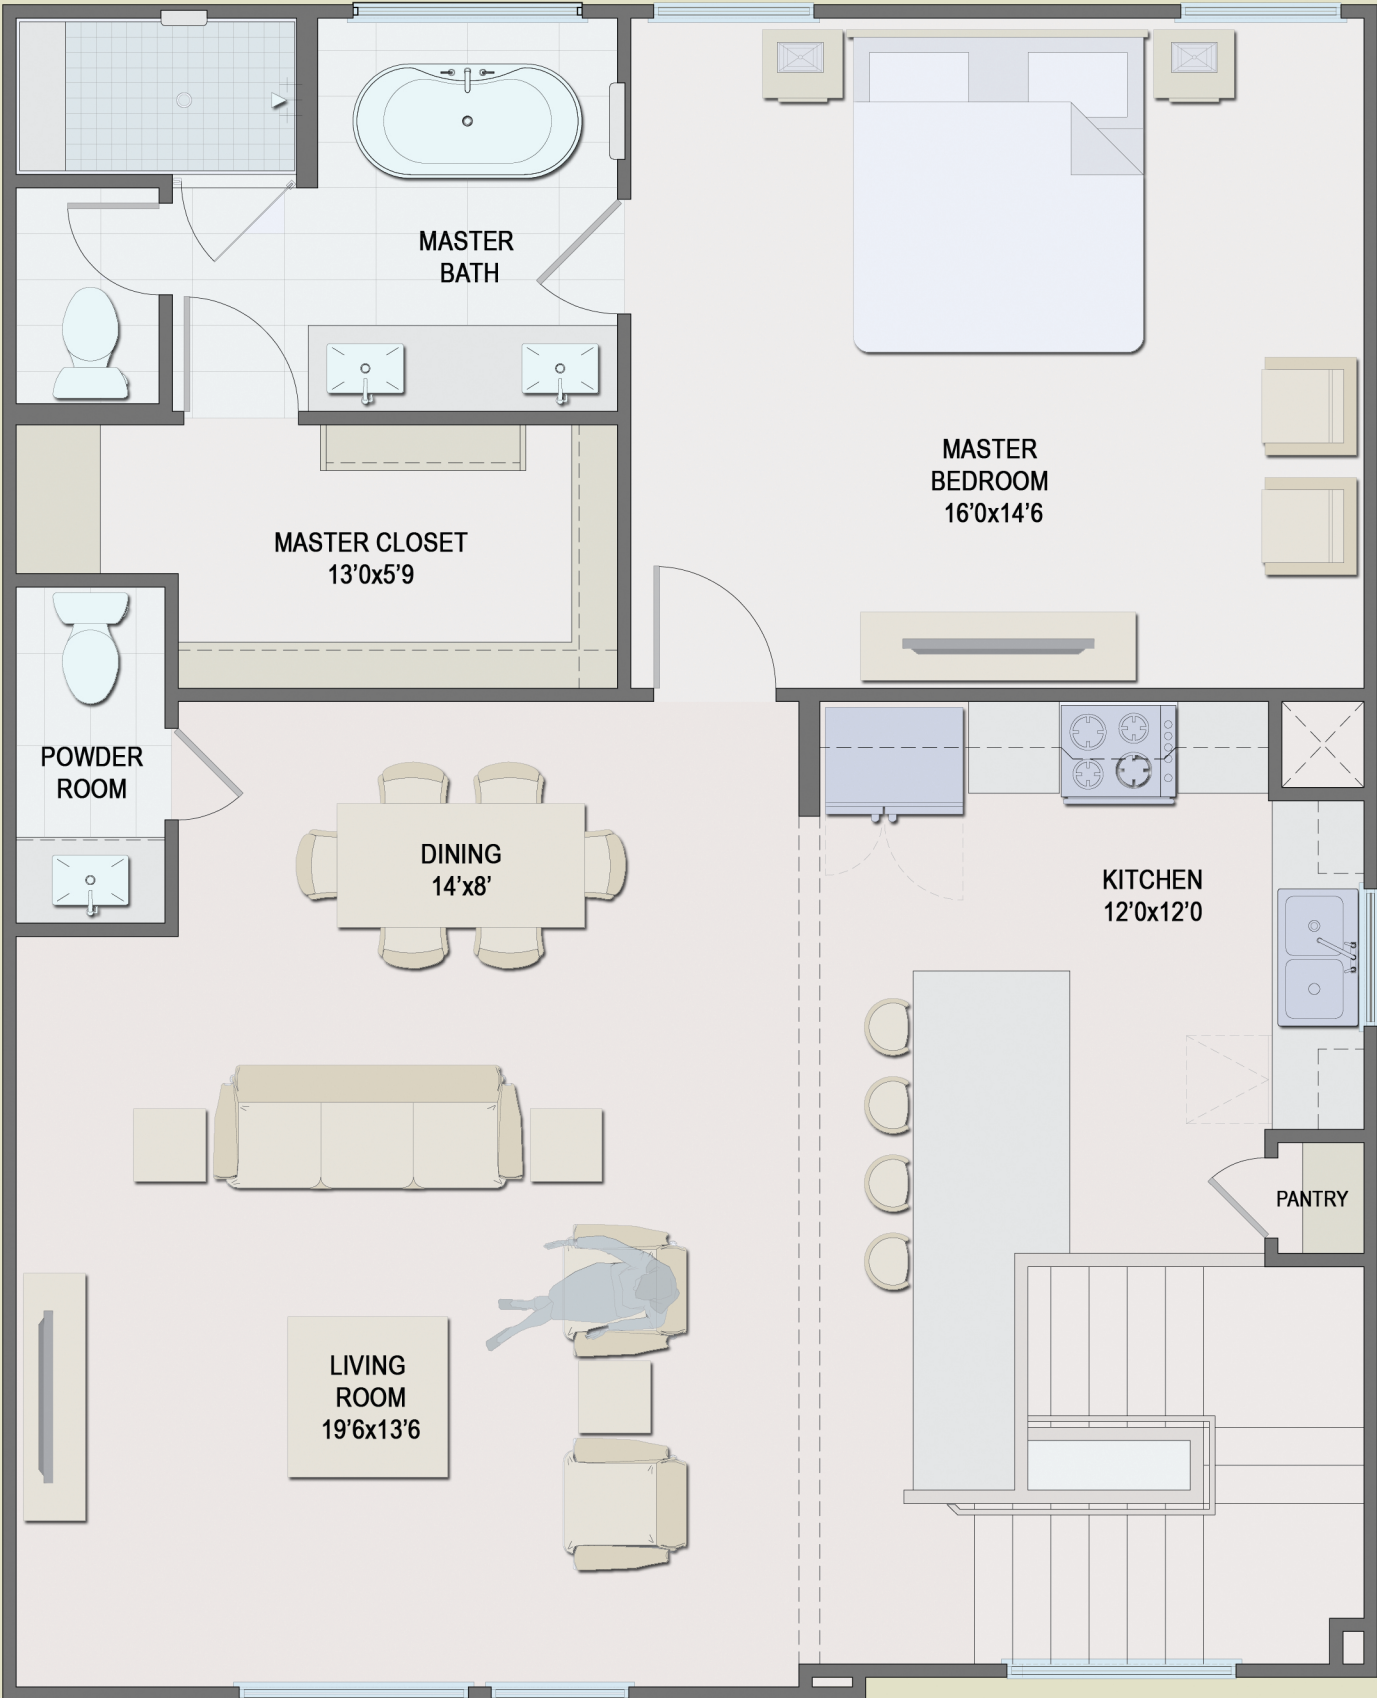 MASTER
BATH
MASTER
BEDROOM
16'0x14'6
MASTER CLOSET
13'0x5'9
POWDER
ROOM
DINING
14'x8'
KITCHEN
12'0x12'0
PANTRY
LIVING
ROOM
19'6x13'6